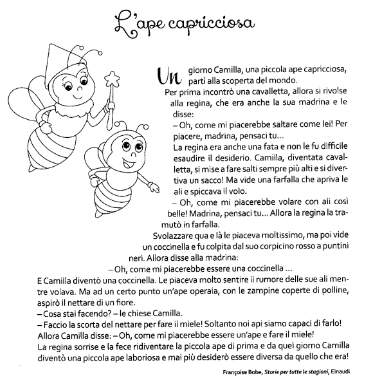 L'ape capricciosa
Un giorno Camilla, una piccola ape capricciosa,
partì alla scoperta del mondo.
Per prima incontrò una cavalletta, allora si rivolse
alla regina, che era anche la sua madrina e le
disse:
– Oh, come mi piacerebbe saltare come lei! Per
piacere, madrina, pensaci tu...
La regina era anche una fata e non le fu difficile
esaudire il desiderio. Camilla, diventata caval-
letta, si mise a fare salti sempre più alti e si diver-
tiva un sacco! Ma vide una farfalla che apriva le
ali e spiccava il volo.
– Oh, come mi piacerebbe volare con ali così
belle! Madrina, pensaci tu... Allora la regina la tra-
mutò in farfalla.
Svolazzare qua e là le piaceva moltissimo, ma poi vide
un coccinella e fu colpita dal suo corpicino rosso a puntini
neri. Allora disse alla madrina:
– Oh, come mi piacerebbe essere una coccinella ...
E Camilla diventò una coccinella. Le piaceva molto sentire il rumore delle sue ali men-
tre volava. Ma ad un certo punto un'ape operaia, con le zampine coperte di polline,
aspirò il nettare di un fiore.
– Cosa stai facendo? – le chiese Camilla.
– Faccio la scorta del nettare per fare il miele! Soltanto noi api siamo capaci di farlo!
Allora Camilla disse: – Oh, come mi piacerebbe essere un'ape e fare il miele!
La regina sorrise e la fece ridiventare la piccola ape di prima e da quel giorno Camilla
diventò una piccola ape laboriosa e mai più desiderò essere diversa da quello che era!
Françoise Bobe, Storie per tutte le stagioni, Einaudi